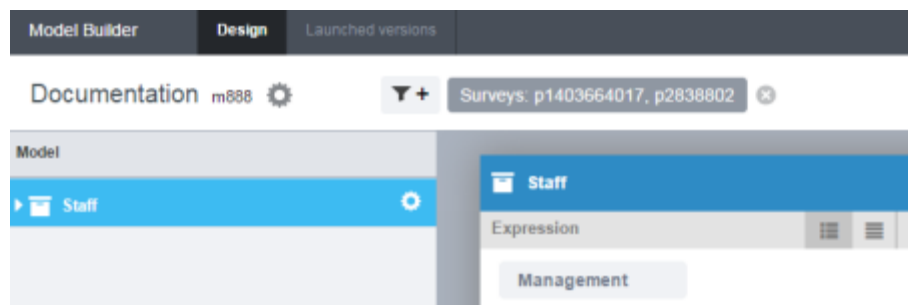 Model Builder Design Launched versions
Documentation m888 + Surveys: p1403664017, p2838802
Model
Staff
Staff
Expression
Management